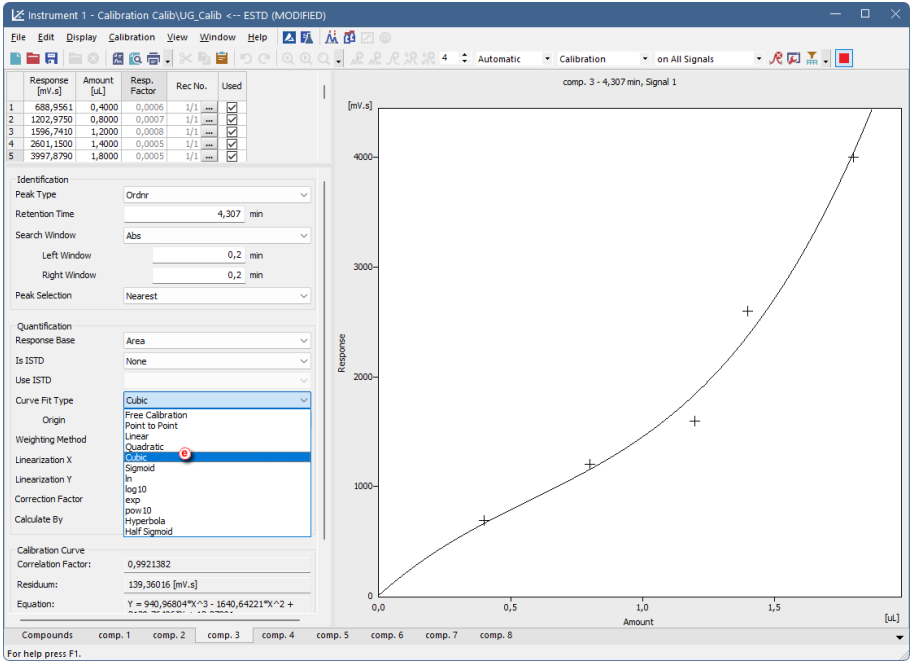 Instrument 1 - Calibration Calib\UG_Calib <-- ESTD (MODIFIED)
File Edit Display Calibration View Window Help
4 Automatic Calibration on All Signals
Response [mV.s] Amount [uL] Resp. Factor Rec No. Used
1 688,9561 0,4000 0,0006 1/1 ...
2 1202,9750 0,8000 0,0007 1/1 ...
3 1596,7410 1,2000 0,0008 1/1 ...
4 2601,1500 1,4000 0,0005 1/1 ...
5 3997,8790 1,8000 0,0005 1/1 ...
Identification
Peak Type Ordnr
Retention Time 4,307 min
Search Window Abs
Left Window 0,2 min
Right Window 0,2 min
Peak Selection Nearest
Quantification
Response Base Area
Is ISTD None
Use ISTD
Curve Fit Type Cubic
Origin
Weighting Method
Linearization X
Linearization Y
Correction Factor
Calculate By
Free Calibration
Point to Point
Linear
Quadratic
Cubic
e
Sigmoid
ln
log10
exp
pow10
Hyperbola
Half Sigmoid
Calibration Curve
Correlation Factor: 0,9921382
Residuum: 139,36016 [mV.s]
Equation: Y = 940,96804*X^3 - 1640,64221*X^2 +
comp. 3 - 4,307 min, Signal 1
[mV.s]
4000
3000
2000
1000
0
Response
0,0 0,5 1,0 1,5
[uL]
Amount
Compounds comp. 1 comp. 2 comp. 3 comp. 4 comp. 5 comp. 6 comp. 7 comp. 8
For help press F1.